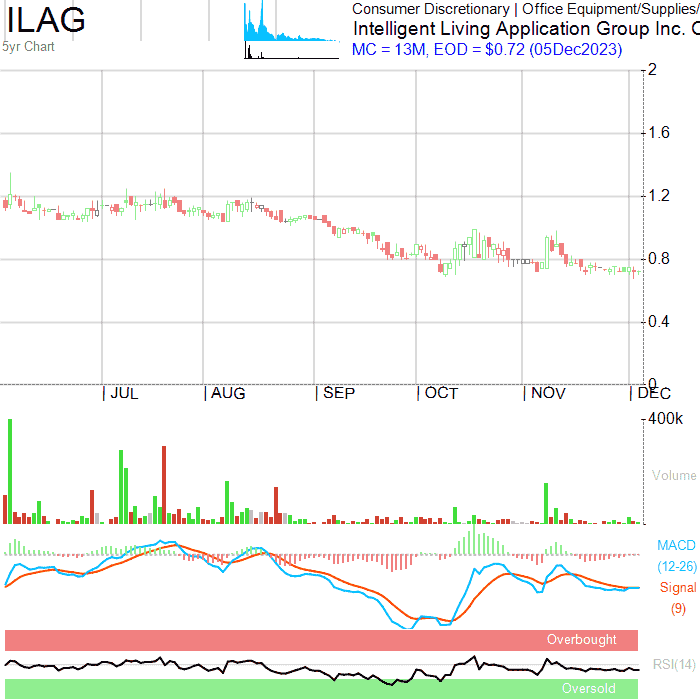 ILAG
5yr Chart
Consumer Discretionary | Office Equipment/Supplies/
Intelligent Living Application Group Inc.
MC = 13M, EOD = $0.72 (05Dec2023)
2
1.6
1.2
0.8
0.4
0
| JUL | AUG | SEP | OCT | NOV | DEC
400k
Volume
MACD
(12-26)
Signal
(9)
Overbought
RSI(14)
Oversold